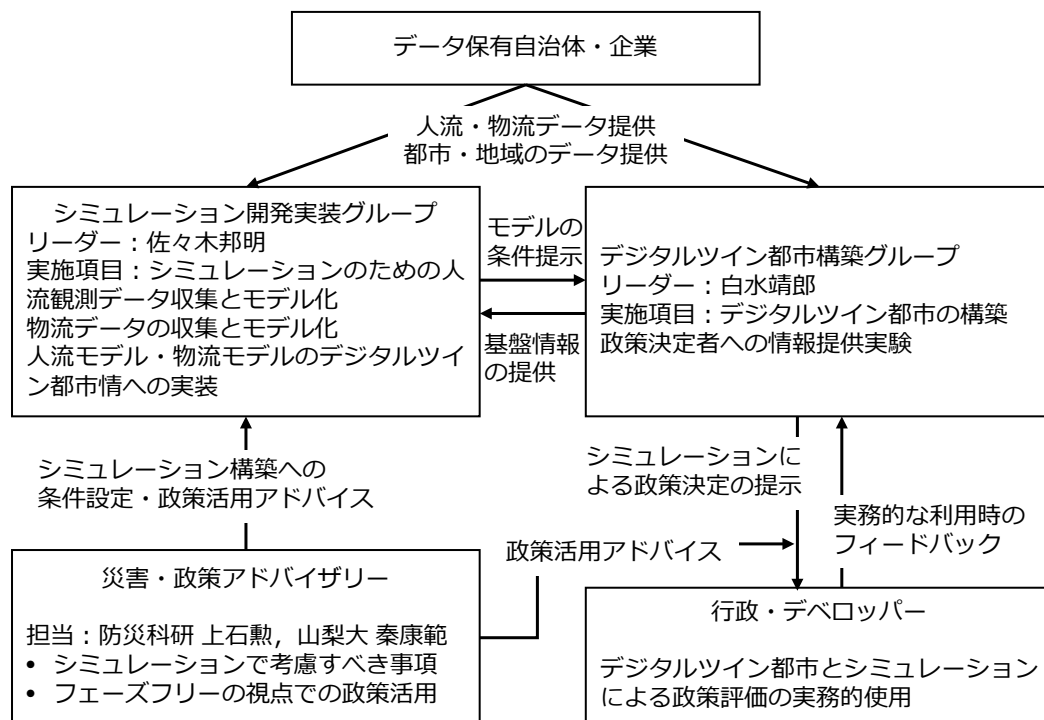 データ保有自治体・企業
人流・物流データ提供
都市・地域のデータ提供
シミュレーション開発実装グループ
リーダー：佐々木邦明
実施項目：シミュレーションのための人
流観測データ収集とモデル化
物流データの収集とモデル化
人流モデル・物流モデルのデジタルツイ
ン都市情への実装
モデルの
条件提示
基盤情報
の提供
デジタルツイン都市構築グループ
リーダー：白水靖郎
実施項目：デジタルツイン都市の構築
政策決定者への情報提供実験
シミュレーション構築への
条件設定・政策活用アドバイス
シミュレーションに
よる政策決定の提示
実務的な利用時の
フィードバック
政策活用アドバイス
災害・政策アドバイザリー
担当：防災科研 上石勲，山梨大 秦康範
• シミュレーションで考慮すべき事項
• フェーズフリーの視点での政策活用
行政・デベロッパー
デジタルツイン都市とシミュレーション
による政策評価の実務的使用